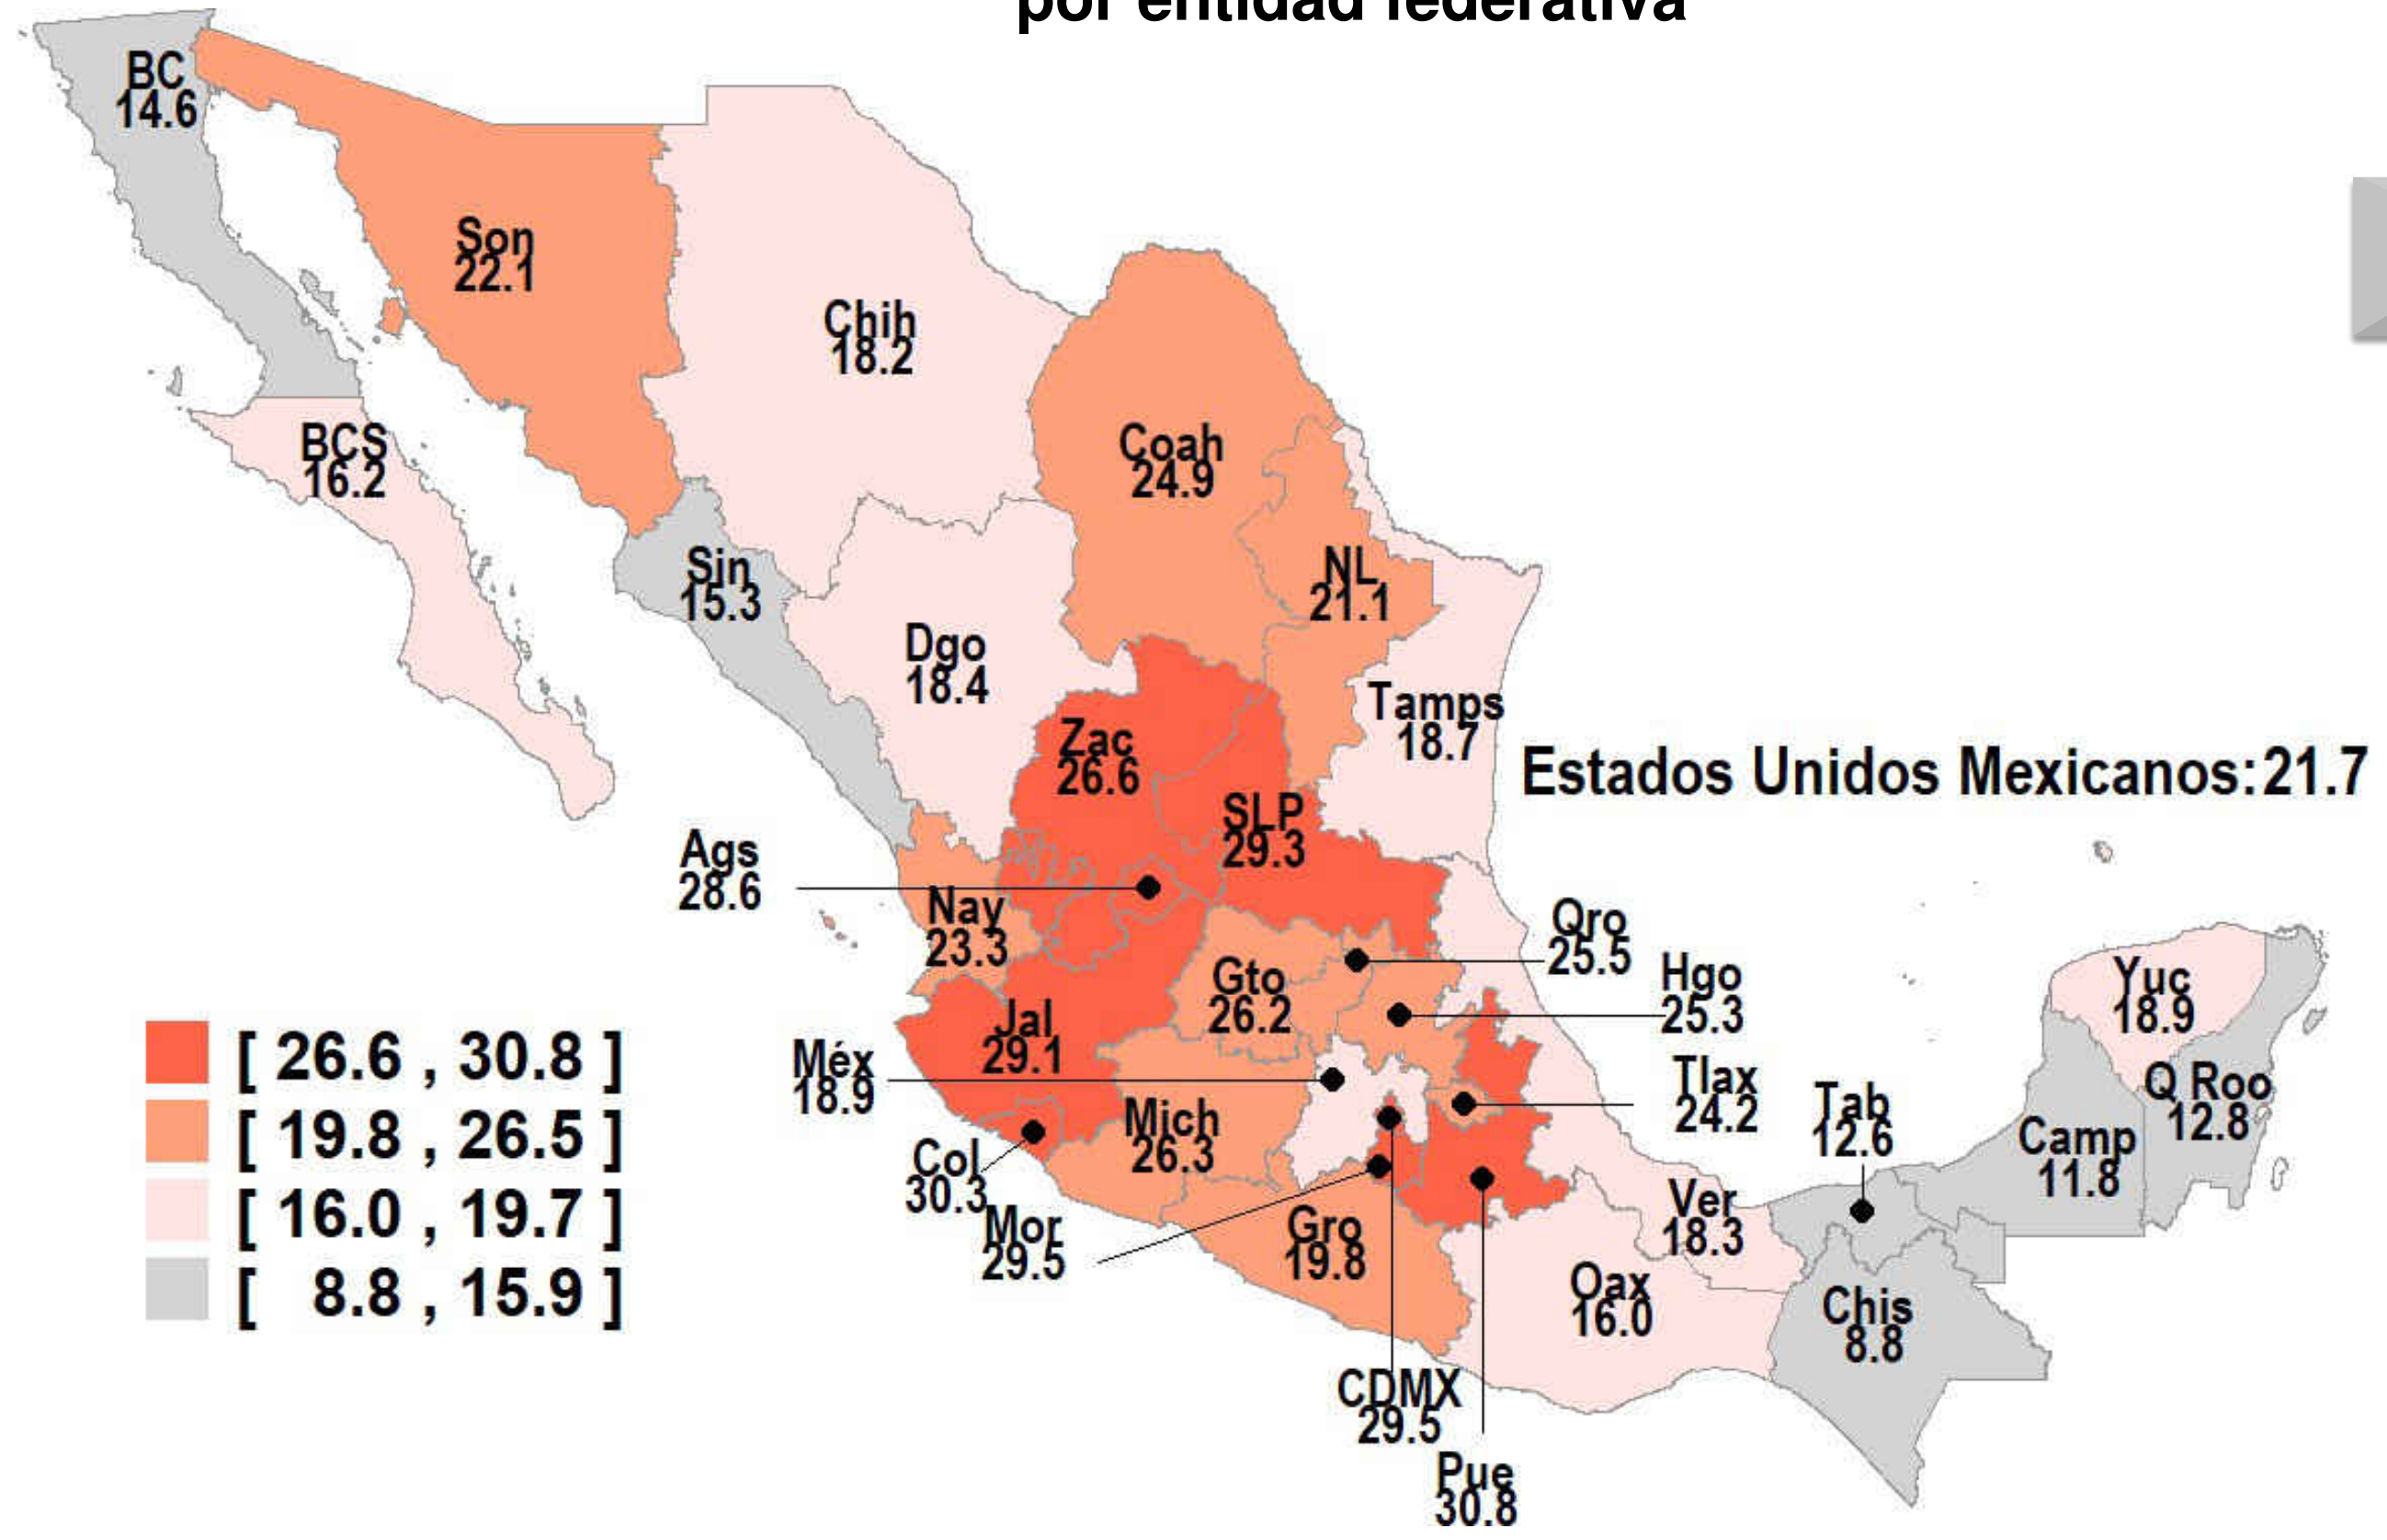 por entidad federativa
BC
14.6
Son
22.1
Chih
18.2
Coah
24.9
BCS
16.2
Sin
15.3
NL
21.1
Dgo
18.4
Tamps
18.7
Zac
26.6
Estados Unidos Mexicanos: 21.7
SLP
29.3
Ags
28.6
Nay
23.3
Qro
25.5
Gto
26.2
Hgo
25.3
Yuc
18.9
Jal
29.1
Méx
18.9
Tlax
24.2
Tab
12.6
Q Roo
12.8
Camp
11.8
Mich
26.3
Col
30.3
Mor
29.5
Gro
19.8
Ver
18.3
Oax
16.0
Chis
8.8
CDMX
29.5
Pue
30.8
[ 26.6 , 30.8 ]
[ 19.8 , 26.5 ]
[ 16.0 , 19.7 ]
[ 8.8 , 15.9 ]